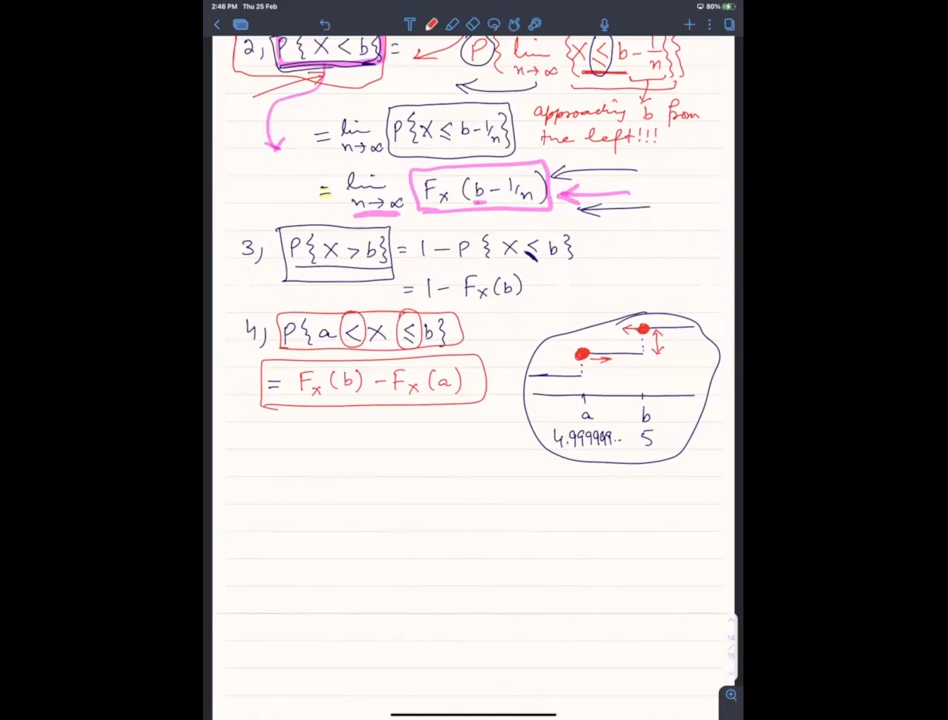 2:46 PM Thu 25 Feb
80%
2) P{X < b} = P{ lim n→∞ {X ≤ b - 1/n}}
approaching b from
the left!!!
= lim n→∞ P{X ≤ b - 1/n}
= lim n→∞ Fx (b - 1/n)
3) P{X > b} = 1 - P{X ≤ b}
= 1 - Fx(b)
4) P{a < X ≤ b}
= Fx(b) - Fx(a)
a b
4.999999.. 5